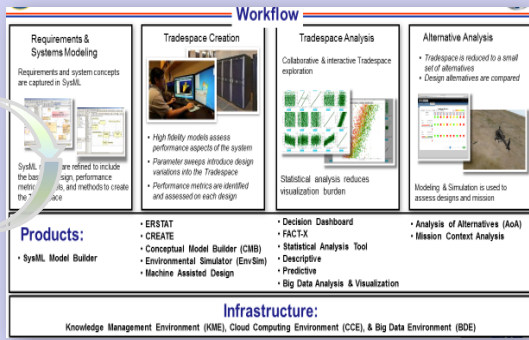 Workflow
Requirements &
Systems Modeling
Requirements and system concepts
are captured in SysML
SysML are refined to include
the design, performance
metric and methods to create
the
Tradespace Creation
• High fidelity models assess
performance aspects of the system
• Parameter sweeps introduce design
variations into the Tradespace
• Performance metrics are identified
and assessed on each design
Tradespace Analysis
Collaborative & interactive Tradespace
exploration
Statistical analysis reduces
visualization burden
Alternative Analysis
• Tradespace is reduced to a small
set of alternatives
• Design alternatives are compared
Modeling & Simulation is used to
assess designs and mission
Products:
• SysML Model Builder
• ERSTAT
• CREATE
• Conceptual Model Builder (CMB)
• Environmental Simulator (EnvSim)
• Machine Assisted Design
• Decision Dashboard
• FACT-X
• Statistical Analysis Tool
• Descriptive
• Predictive
• Big Data Analysis & Visualization
• Analysis of Alternatives (AoA)
• Mission Context Analysis
Infrastructure:
Knowledge Management Environment (KME), Cloud Computing Environment (CCE), & Big Data Environment (BDE)